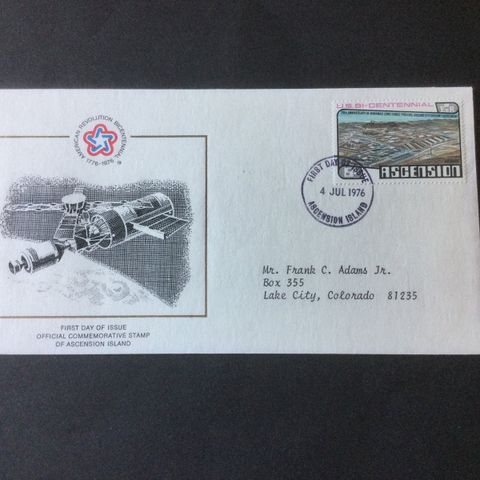 AMERICAN REVOLUTION BICENTENNIAL
1776-1976
FIRST DAY OF ISSUE
OFFICIAL COMMEMORATIVE STAMP
OF ASCENSION ISLAND
U.S. BI-CENTENNIAL
ASCENSION
FIRST DAY OF ISSUE
4 JUL 1976
ASCENSION ISLAND
Mr. Frank C. Adams Jr.
Box 355
Lake City, Colorado 81235